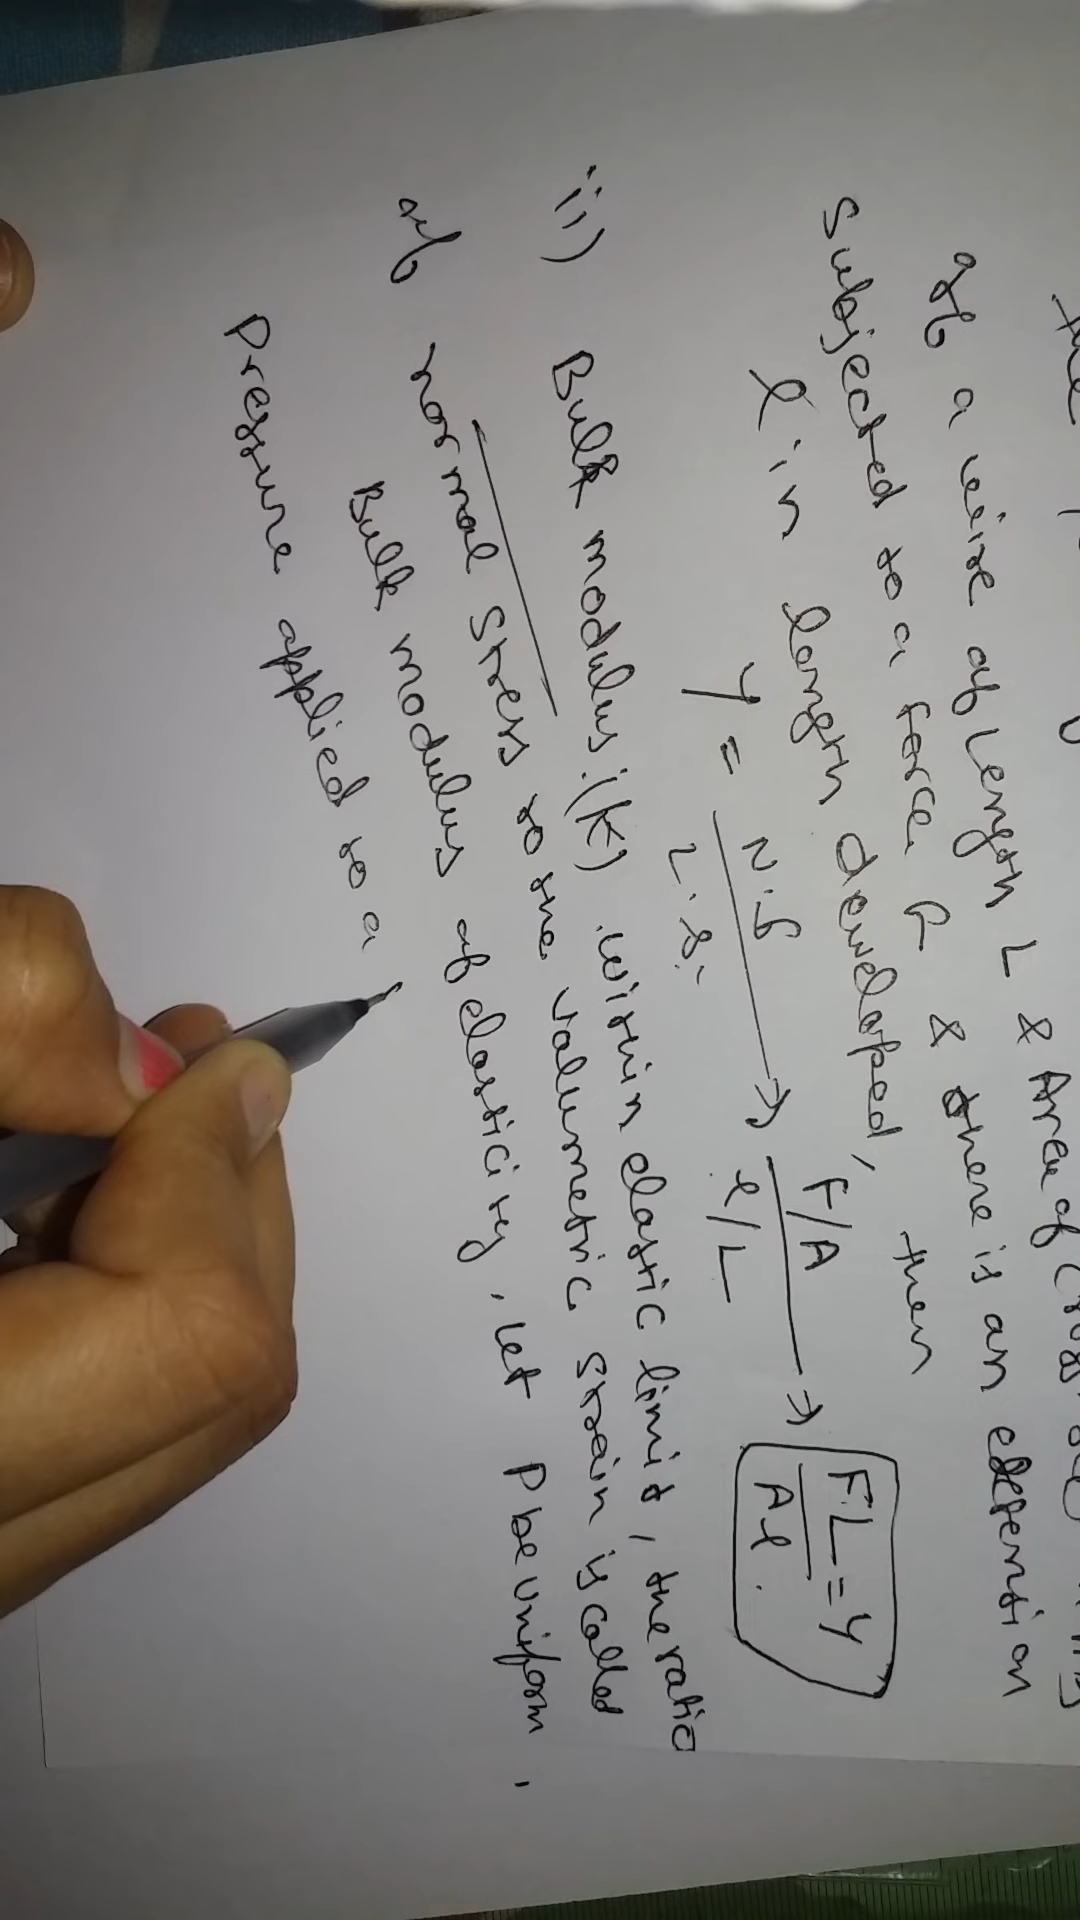 of a wire of Length L & Area of
subjected to a force F & there is an extension
l in length developed, then
Y = N.S / L.S. → F/A / l/L → FL / Al = Y
ii) Bulk modulus :(K) within elastic limit, the ratio
of normal stress to the valumetric strain is called
Bulk modulus of elasticity, let P be uniform,
Pressure applied to a